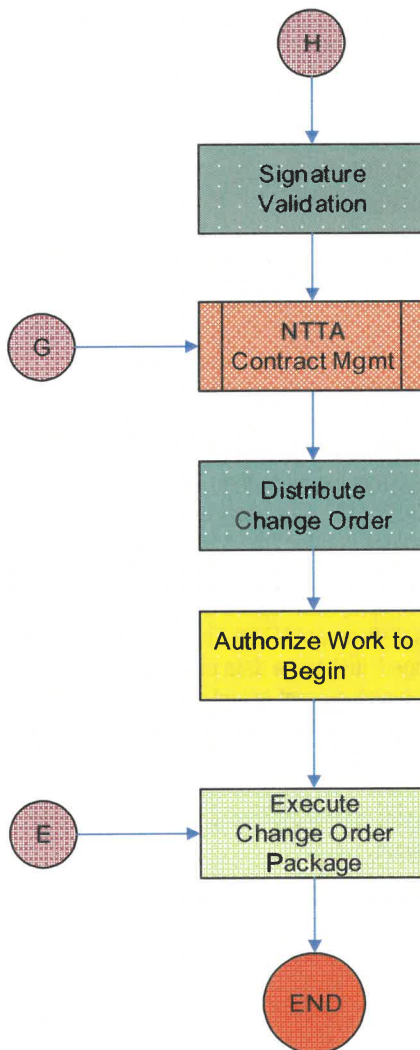 H
Signature
Validation
G
NTTA
Contract Mgmt
Distribute
Change Order
Authorize Work to
Begin
E
Execute
Change Order
Package
END